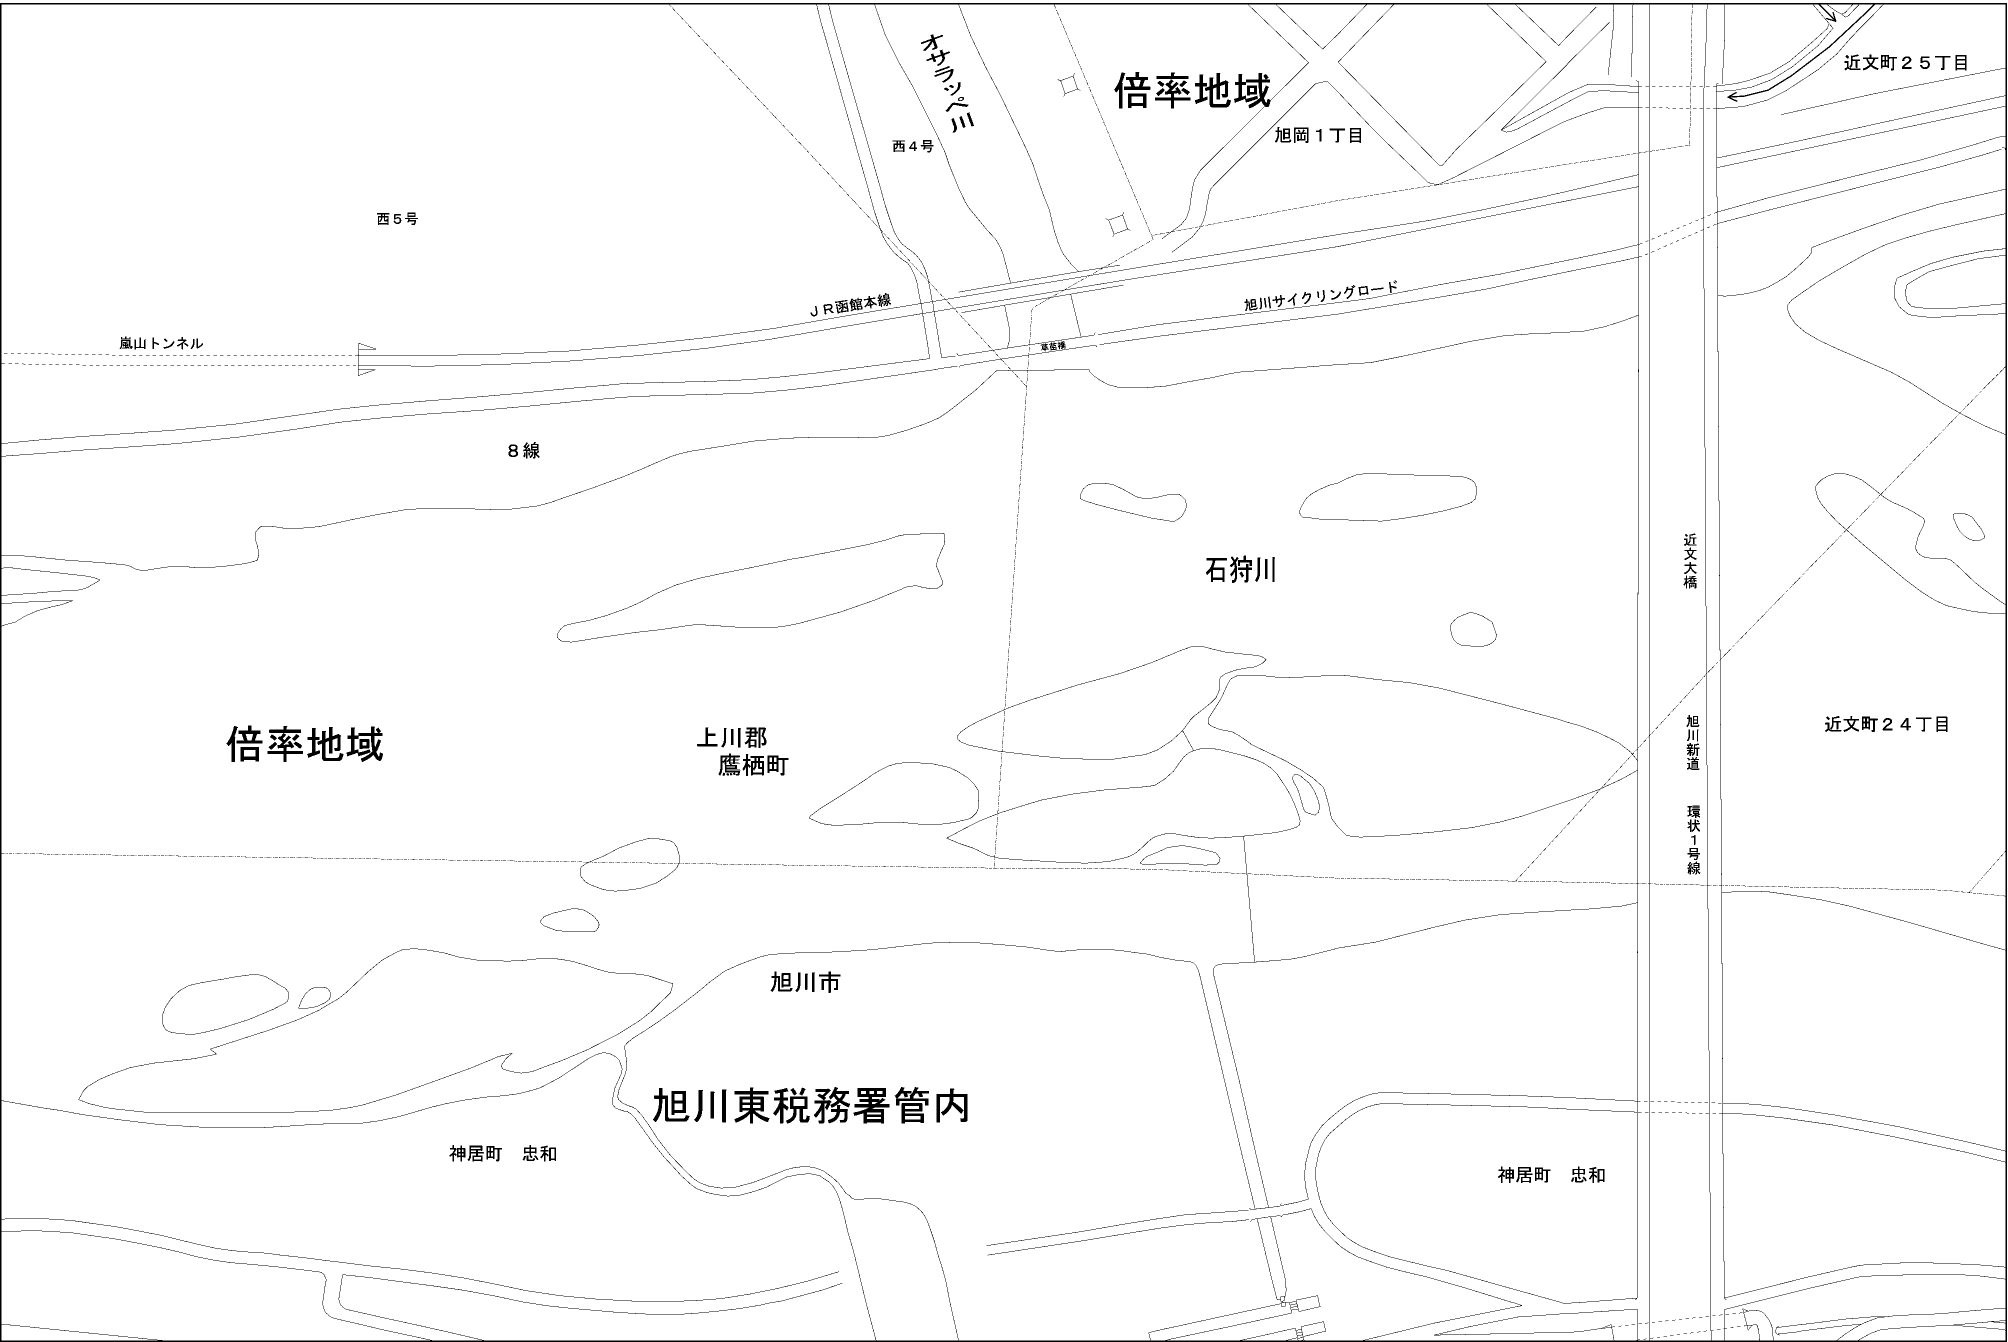 オサラッペ川
倍率地域
近文町２５丁目
旭岡１丁目
西４号
西５号
ＪＲ函館本線
旭川サイクリングロード
嵐山トンネル
８線
近文大橋
石狩川
旭川新道
近文町２４丁目
倍率地域
上川郡
鷹栖町
環状１号線
旭川市
旭川東税務署管内
神居町　忠和
神居町　忠和